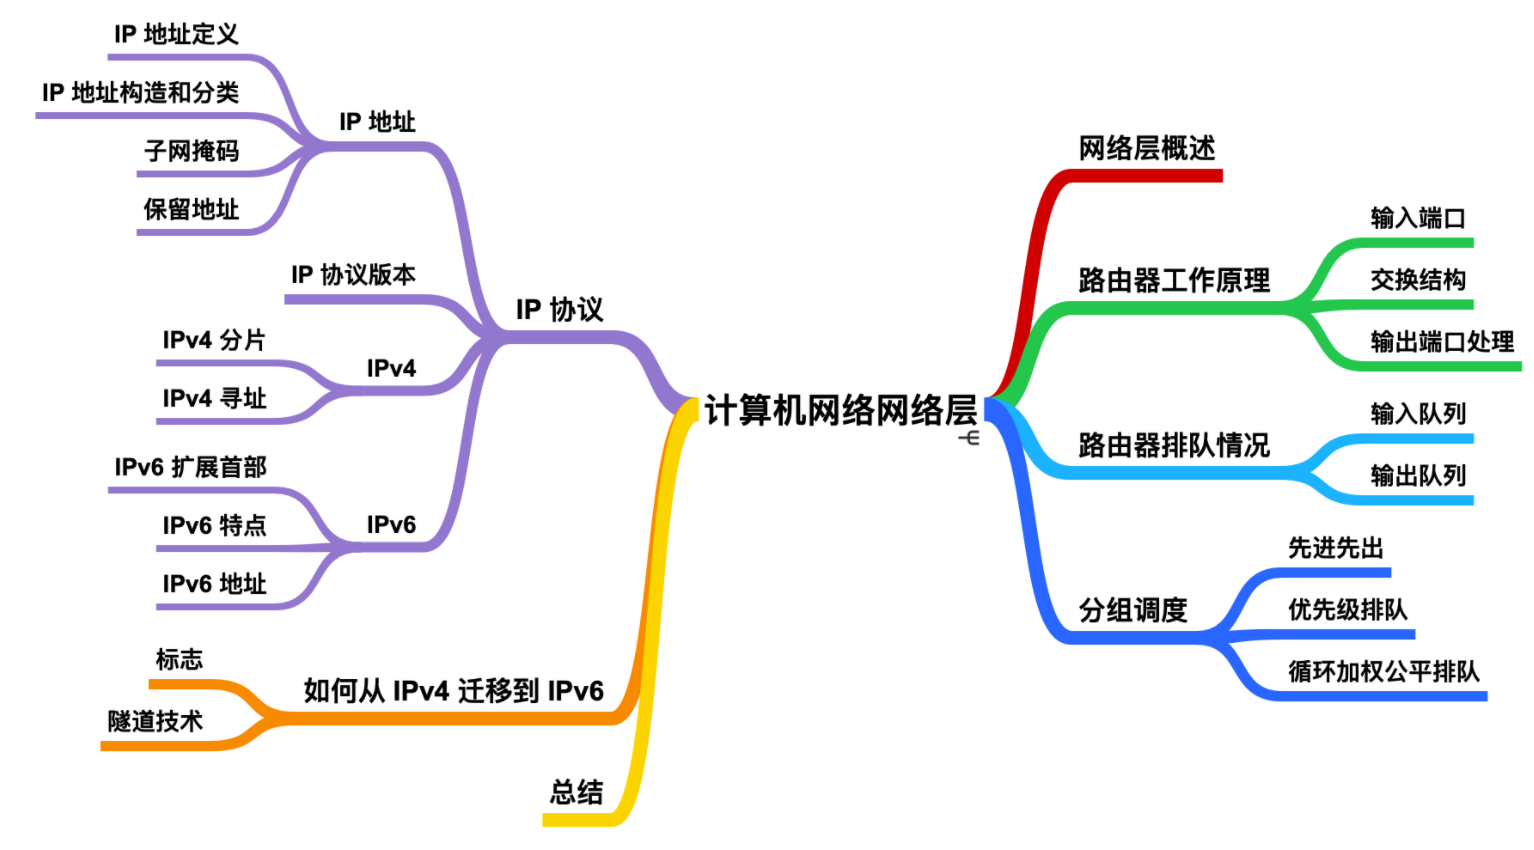 计算机网络网络层
网络层概述
路由器工作原理
输入端口
交换结构
输出端口处理
路由器排队情况
输入队列
输出队列
分组调度
先进先出
优先级排队
循环加权公平排队
IP 协议
IP 地址
IP 地址定义
IP 地址构造和分类
子网掩码
保留地址
IP 协议版本
IPv4
IPv4 分片
IPv4 寻址
IPv6
IPv6 扩展首部
IPv6 特点
IPv6 地址
如何从 IPv4 迁移到 IPv6
标志
隧道技术
总结